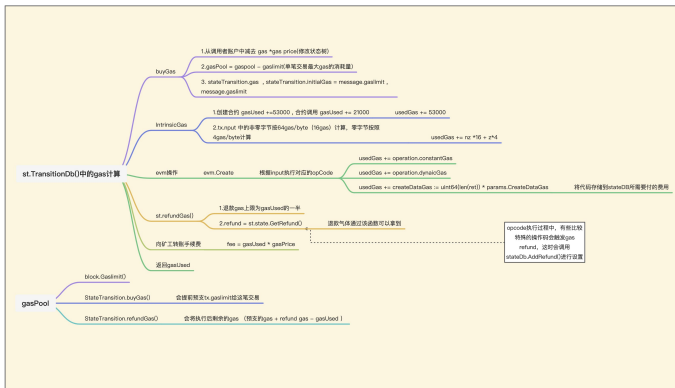 1.从调用者账户中减去 gas *gas price(修改状态树)
buyGas
2.gasPool = gaspool - gaslimit(单笔交易最大gas的消耗量)
3. stateTransition.gas , stateTransition.initialGas = message.gaslimit ,
message.gaslimit
1.创建合约 gasUsed +=53000 , 合约调用 gasUsed += 21000
usedGas += 53000
IntrinsicGas
2.tx.nput 中的非零字节按64gas/byte（16gas）计算，零字节按照
4gas/byte计算
usedGas += nz *16 + z*4
st.TransitionDb()中的gas计算
usedGas += operation.constantGas
evm操作
evm.Create
根据input执行对应的opCode
usedGas += operation.dynaicGas
usedGas += createDataGas := uint64(len(ret)) * params.CreateDataGas
将代码存储到stateDB所需要付的费用
1.退款gas上限为gasUsed的一半
st.refundGas()
2.refund = st.state.GetRefund()
退款气体通过该函数可以拿到
opcode执行过程中，有些比较
特殊的操作码会触发gas
refund，这时会调用
stateDb.AddRefund()进行设置
向矿工转账手续费
fee = gasUsed * gasPrice
返回gasUsed
block.Gaslimit()
gasPool
StateTransition.buyGas()
会提前预支tx.gaslimit给这笔交易
StateTransition.refundGas()
会将执行后剩余的gas （预支的gas + refund gas - gasUsed ）